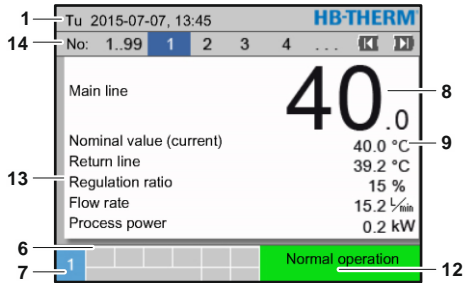 1 Tu 2015-07-07, 13:45 HB-THERM
14 No: 1..99 1 2 3 4 ...
Main line 40.0 8
Nominal value (current) 40.0 °C 9
Return line 39.2 °C
13 Regulation ratio 15 %
Flow rate 15.2 L/min
Process power 0.2 kW
6
7 1 Normal operation 12